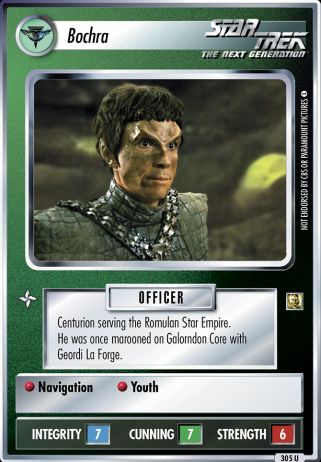 Bochra
STAR TREK
THE NEXT GENERATION
NOT ENDORSED BY CBS OR PARAMOUNT PICTURES
OFFICER
Centurion serving the Romulan Star Empire.
He was once marooned on Galorndon Core with
Geordi La Forge.
Navigation Youth
INTEGRITY 7 CUNNING 7 STRENGTH 6
305 U